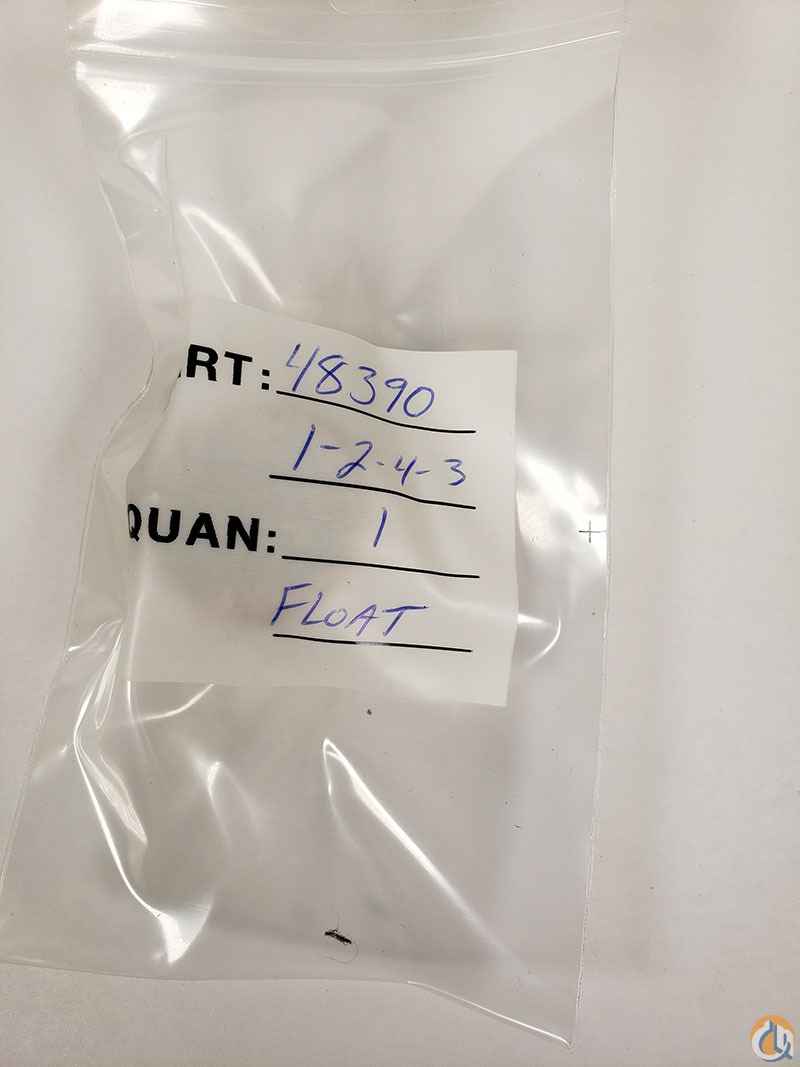 RT: 48390
1-2-4-3
QUAN: 1
FLOAT